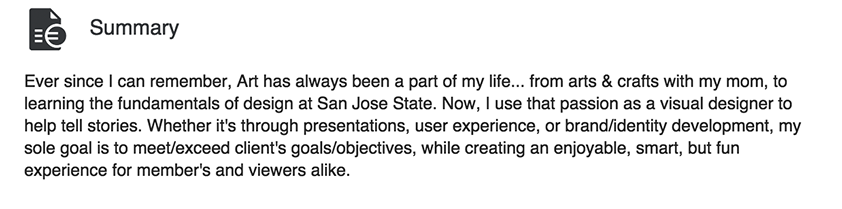 Summary
Ever since I can remember, Art has always been a part of my life... from arts & crafts with my mom, to
learning the fundamentals of design at San Jose State. Now, I use that passion as a visual designer to
help tell stories. Whether it's through presentations, user experience, or brand/identity development, my
sole goal is to meet/exceed client's goals/objectives, while creating an enjoyable, smart, but fun
experience for member's and viewers alike.